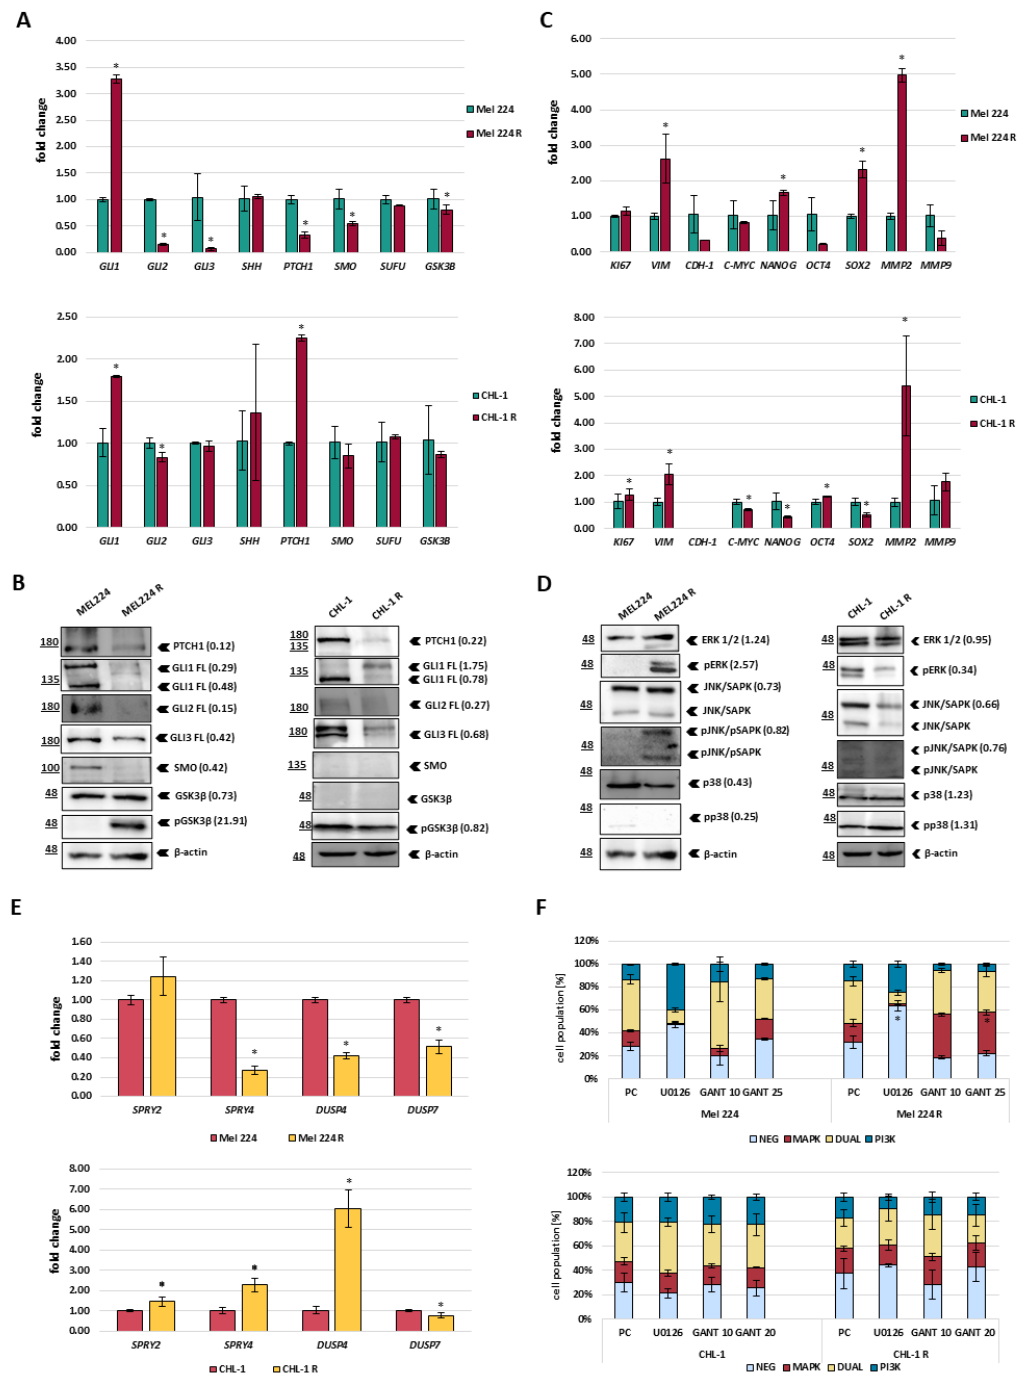 A
4.00
3.50
3.00
2.50
2.00
1.50
1.00
0.50
0.00
fold change
*
* * * * *
GLI1 GLI2 GLI3 SHH PTCH1 SMO SUFU GSK3B
Mel 224
Mel 224 R
2.50
2.00
1.50
1.00
0.50
0.00
fold change
* * *
GLI1 GLI2 GLI3 SHH PTCH1 SMO SUFU GSK3B
CHL-1
CHL-1 R
C
6.00
5.00
4.00
3.00
2.00
1.00
0.00
fold change
* * * *
KI67 VIM CDH-1 C-MYC NANOG OCT4 SOX2 MMP2 MMP9
Mel 224
Mel 224 R
8.00
7.00
6.00
5.00
4.00
3.00
2.00
1.00
0.00
fold change
* * * * * * *
KI67 VIM CDH-1 C-MYC NANOG OCT4 SOX2 MMP2 MMP9
CHL-1
CHL-1 R
B
MEL224 MEL224 R
180 PTCH1 (0.12)
GLI1 FL (0.29)
135 GLI1 FL (0.48)
180 GLI2 FL (0.15)
180 GLI3 FL (0.42)
100 SMO (0.42)
48 GSK3β (0.73)
48 pGSK3β (21.91)
48 β-actin
CHL-1 CHL-1 R
180
135 PTCH1 (0.22)
GLI1 FL (1.75)
135 GLI1 FL (0.78)
180 GLI2 FL (0.27)
180 GLI3 FL (0.68)
135 SMO
48 GSK3β
48 pGSK3β (0.82)
48 β-actin
D
MEL224 MEL224 R
48 ERK 1/2 (1.24)
48 pERK (2.57)
JNK/SAPK (0.73)
48 JNK/SAPK
pJNK/pSAPK (0.82)
48 pJNK/pSAPK
48 p38 (0.43)
48 pp38 (0.25)
48 β-actin
CHL-1 CHL-1 R
48 ERK 1/2 (0.95)
48 pERK (0.34)
JNK/SAPK (0.66)
48 JNK/SAPK
pJNK/SAPK (0.76)
48 pJNK/SAPK
48 p38 (1.23)
48 pp38 (1.31)
48 β-actin
E
1.60
1.40
1.20
1.00
0.80
0.60
0.40
0.20
0.00
fold change
* * *
SPRY2 SPRY4 DUSP4 DUSP7
Mel 224 Mel 224 R
8.00
7.00
6.00
5.00
4.00
3.00
2.00
1.00
0.00
fold change
* * * *
SPRY2 SPRY4 DUSP4 DUSP7
CHL-1 CHL-1 R
F
120%
100%
80%
60%
40%
20%
0%
cell population [%]
* *
PC U0126 GANT 10 GANT 25 PC U0126 GANT 10 GANT 25
Mel 224 Mel 224 R
NEG MAPK DUAL PI3K
120%
100%
80%
60%
40%
20%
0%
cell population [%]
PC U0126 GANT 10 GANT 20 PC U0126 GANT 10 GANT 20
CHL-1 CHL-1 R
NEG MAPK DUAL PI3K